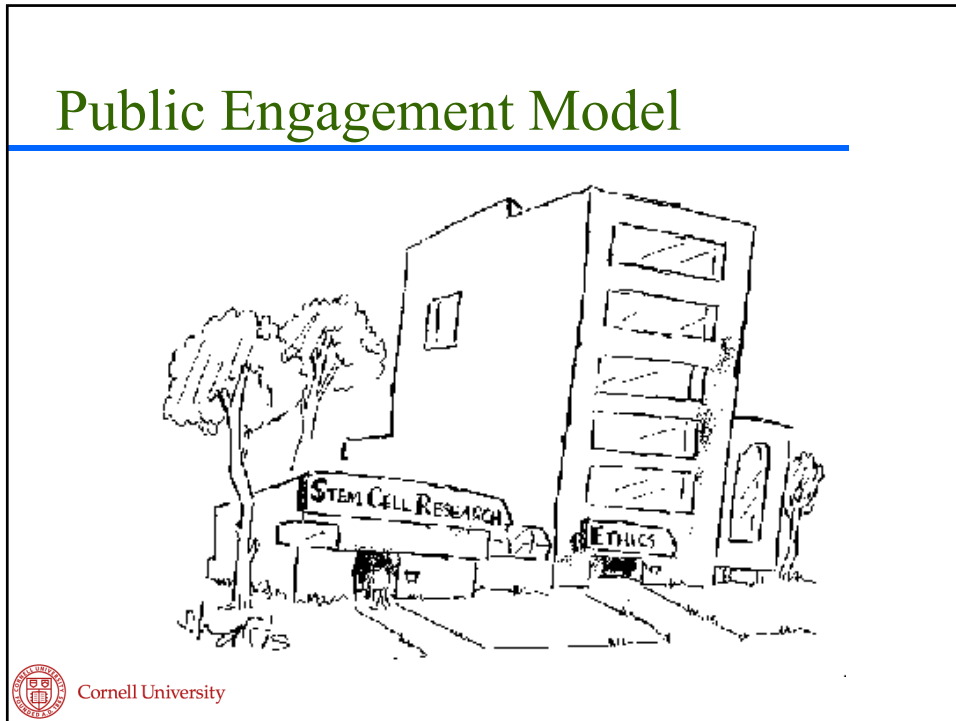 Public Engagement Model
STEM CELL RESEARCH
ETHICS
Cornell University